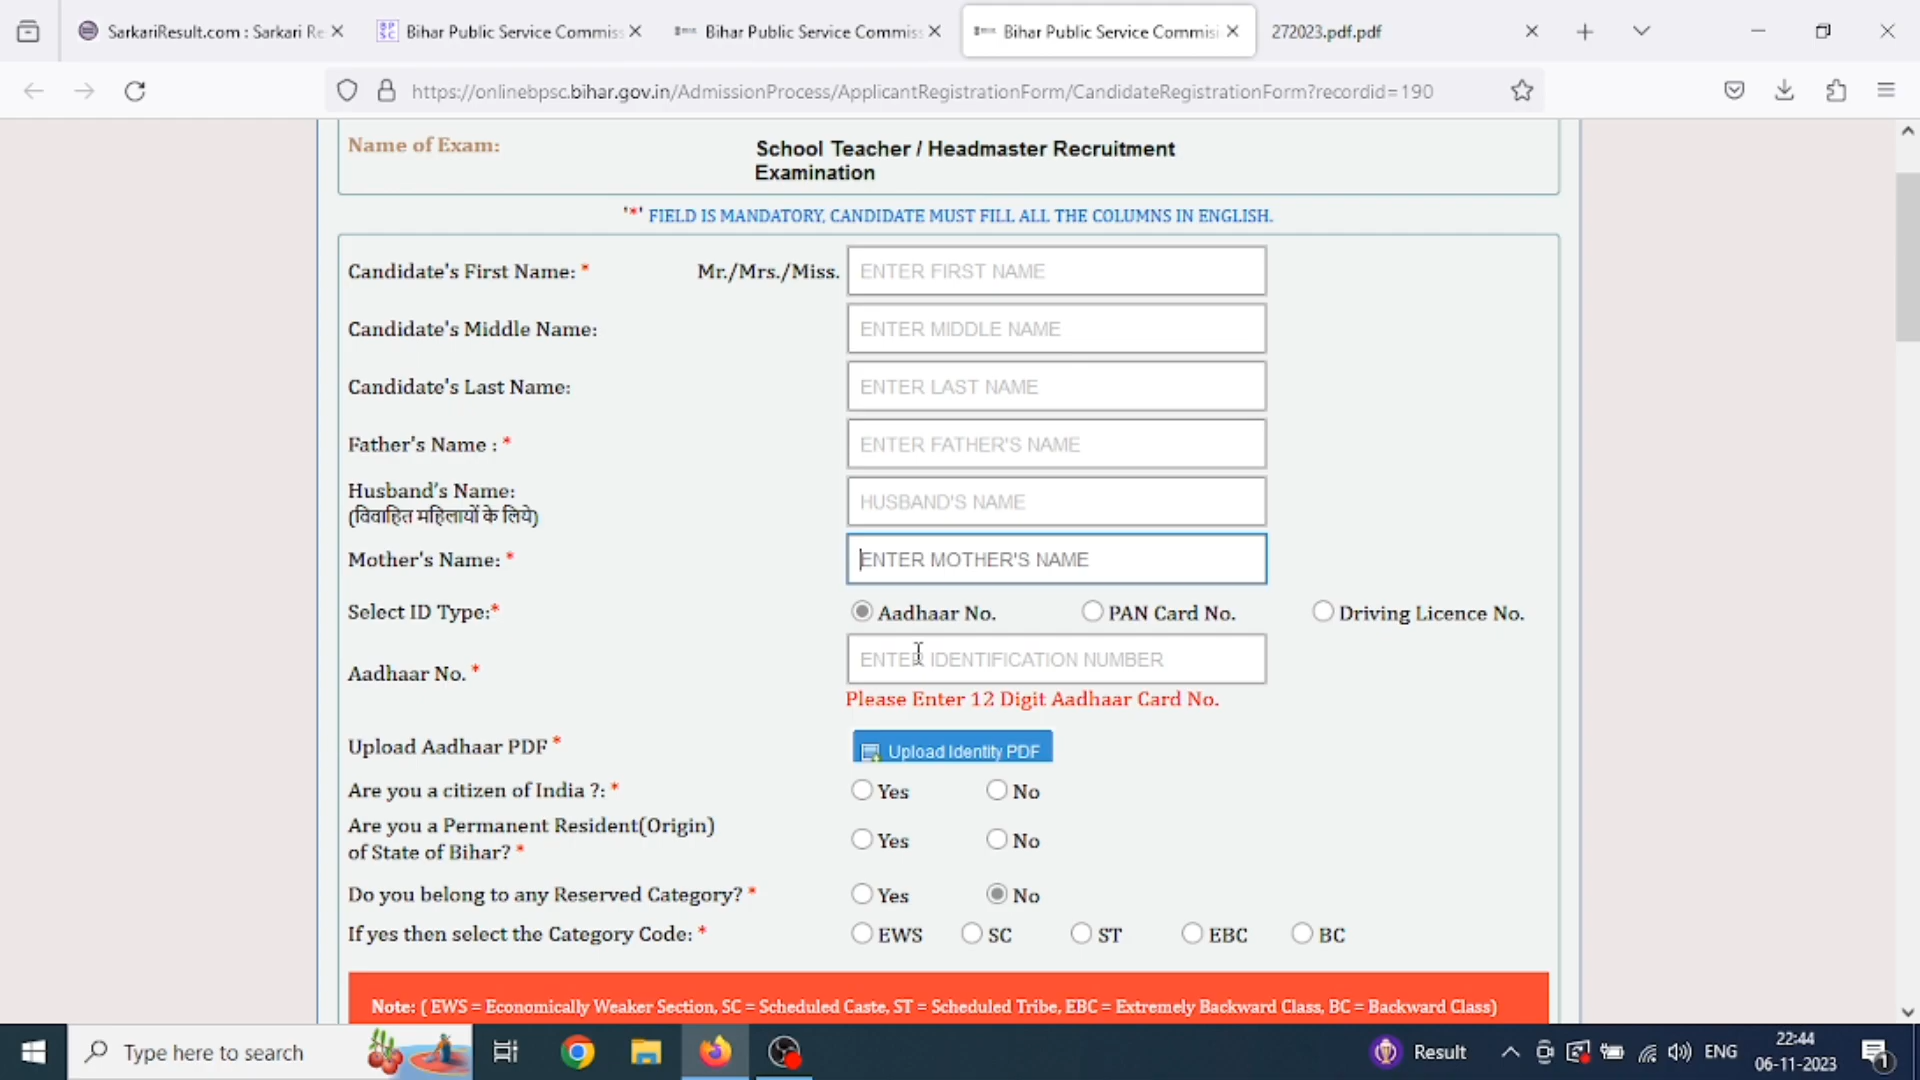 SarkariResult.com : Sarkari Re
Bihar Public Service Commiss
Bihar Public Service Commiss
Bihar Public Service Commisi
272023.pdf.pdf
https://onlinebpsc.bihar.gov.in/AdmissionProcess/ApplicantRegistrationForm/CandidateRegistrationForm?recordid=190
Name of Exam:
School Teacher / Headmaster Recruitment
Examination
'*' FIELD IS MANDATORY, CANDIDATE MUST FILL ALL THE COLUMNS IN ENGLISH.
Candidate's First Name: * Mr./Mrs./Miss. ENTER FIRST NAME
Candidate's Middle Name: ENTER MIDDLE NAME
Candidate's Last Name: ENTER LAST NAME
Father's Name : * ENTER FATHER'S NAME
Husband's Name: HUSBAND'S NAME
(विवाहित महिलायों के लिये)
Mother's Name: * ENTER MOTHER'S NAME
Select ID Type:* Aadhaar No. PAN Card No. Driving Licence No.
Aadhaar No. * ENTER IDENTIFICATION NUMBER
Please Enter 12 Digit Aadhaar Card No.
Upload Aadhaar PDF * Upload Identity PDF
Are you a citizen of India ?: * Yes No
Are you a Permanent Resident(Origin)
of State of Bihar? * Yes No
Do you belong to any Reserved Category? * Yes No
If yes then select the Category Code: * EWS SC ST EBC BC
Note: ( EWS = Economically Weaker Section, SC = Scheduled Caste, ST = Scheduled Tribe, EBC = Extremely Backward Class, BC = Backward Class)
Type here to search
Result
ENG
22:44
06-11-2023
1